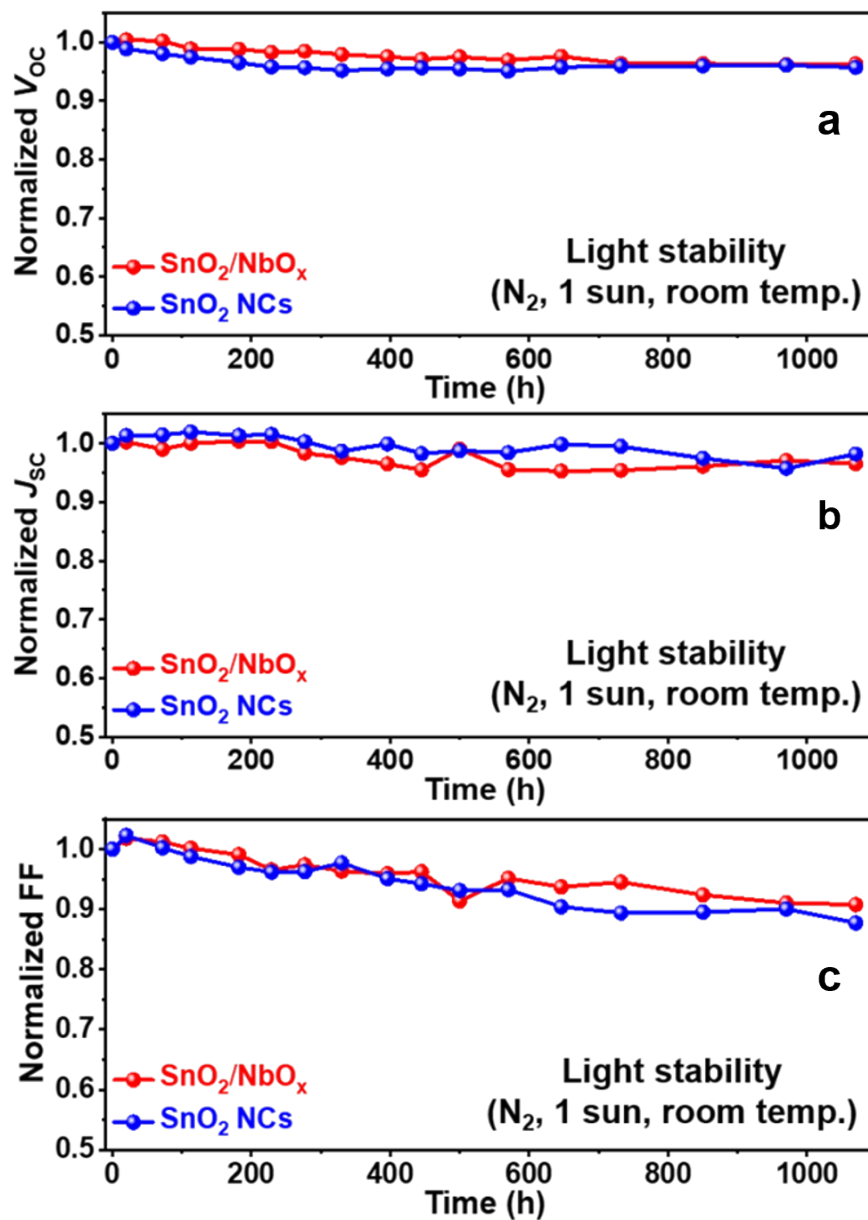 Normalized V_OC
1.0
0.9
0.8
0.7
0.6
0.5
a
SnO₂/NbOₓ
SnO₂ NCs
Light stability
(N₂, 1 sun, room temp.)
0 200 400 600 800 1000
Time (h)
Normalized J_SC
1.0
0.9
0.8
0.7
0.6
0.5
b
SnO₂/NbOₓ
SnO₂ NCs
Light stability
(N₂, 1 sun, room temp.)
0 200 400 600 800 1000
Time (h)
Normalized FF
1.0
0.9
0.8
0.7
0.6
0.5
c
SnO₂/NbOₓ
SnO₂ NCs
Light stability
(N₂, 1 sun, room temp.)
0 200 400 600 800 1000
Time (h)